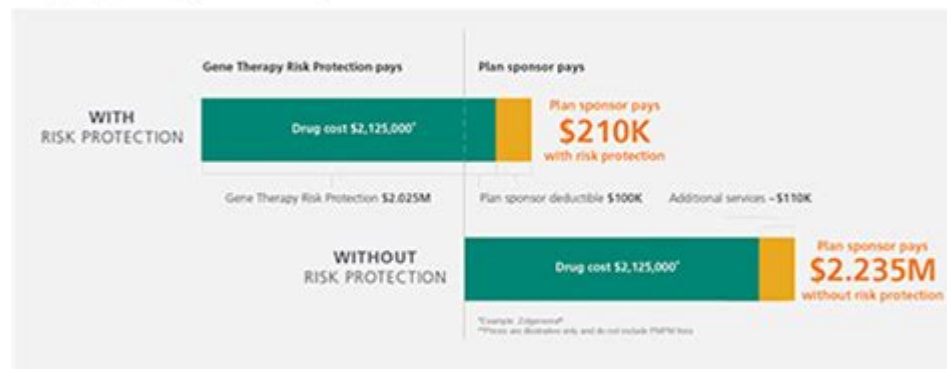 Gene Therapy Risk Protection pays
Plan sponsor pays
WITH
RISK PROTECTION
Drug cost $2,125,000*
Plan sponsor pays
$210K
with risk protection
Gene Therapy Risk Protection $2.025M
Plan sponsor deductible $100K
Additional services ~$110K
WITHOUT
RISK PROTECTION
Drug cost $2,125,000*
Plan sponsor pays
$2.235M
without risk protection
*Example: Zolgensma®
**Prices are illustrative only and do not include PMPM fees